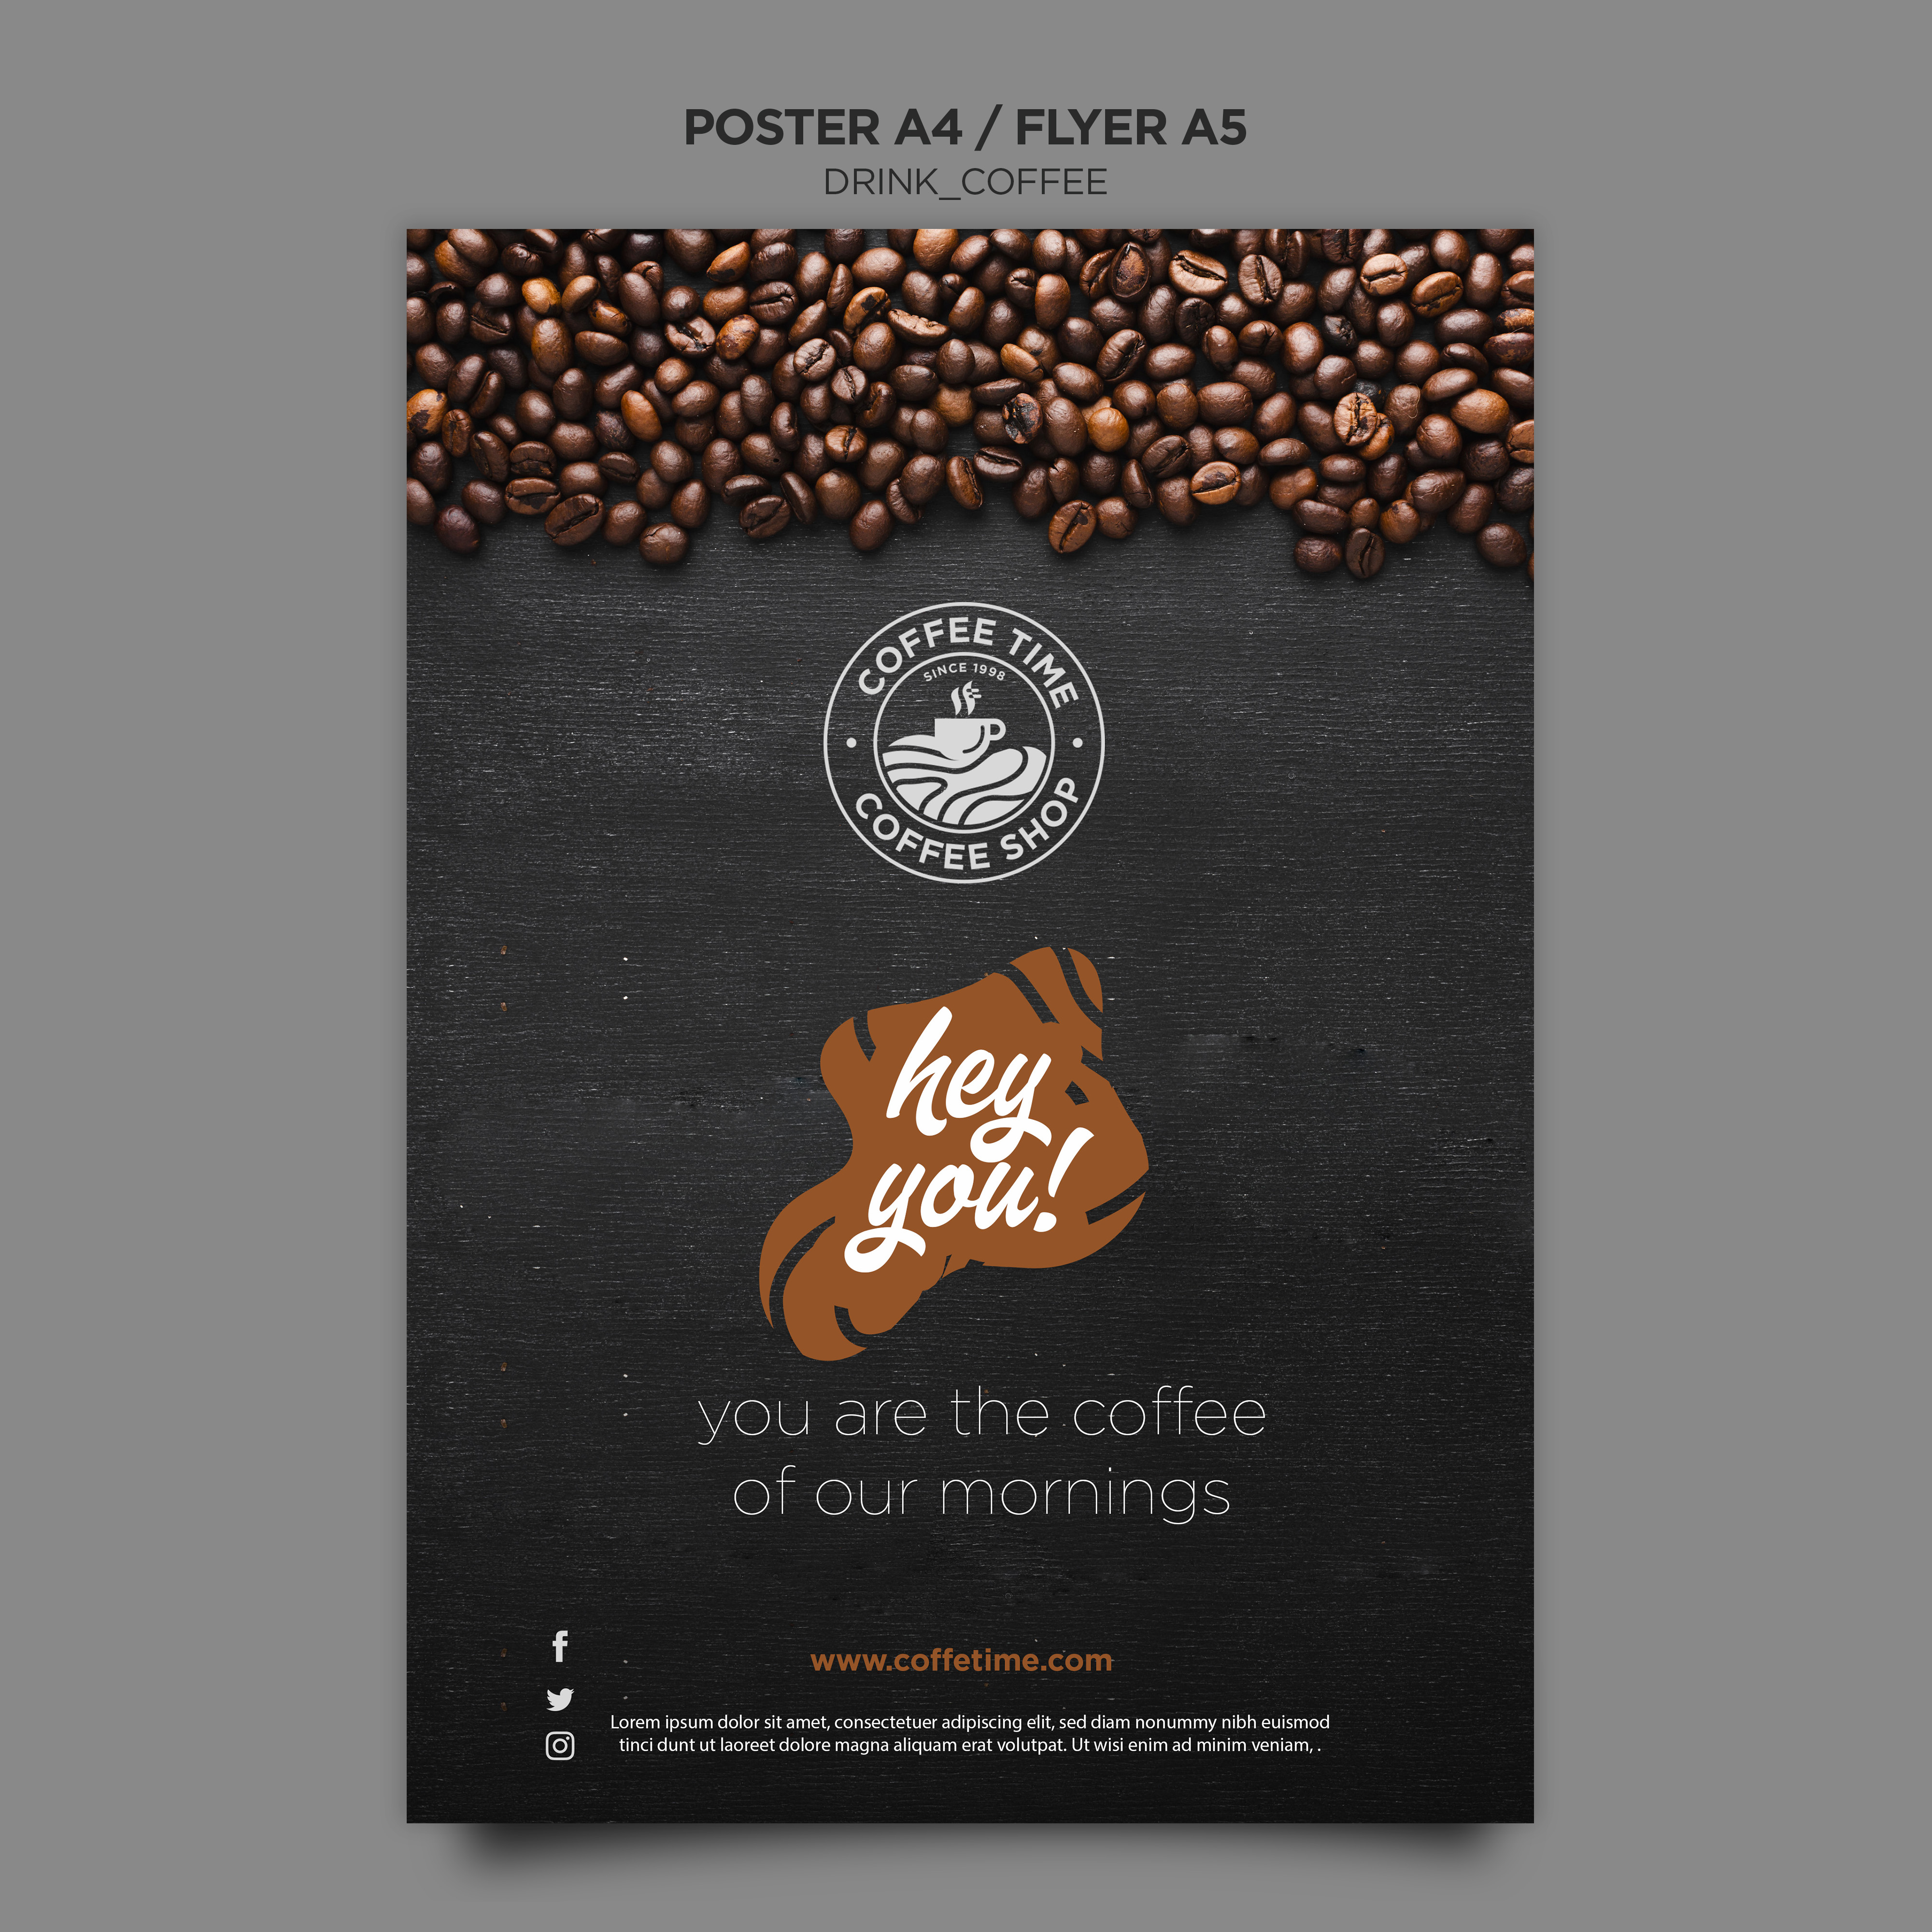 POSTER A4 / FLYER A5
DRINK_COFFEE
COFFEE TIME
SINCE 1998
COFFEE SHOP
hey
you!
you are the coffee
of our mornings
www.coffetime.com
Lorem ipsum dolor sit amet, consectetuer adipiscing elit, sed diam nonummy nibh euismod
tinci dunt ut laoreet dolore magna aliquam erat volutpat. Ut wisi enim ad minim veniam, .